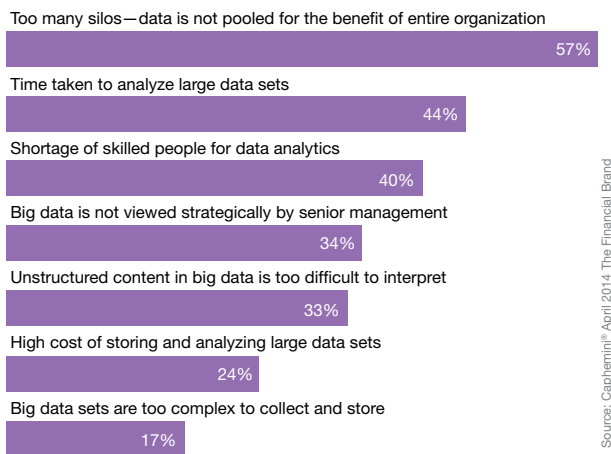 Too many silos—data is not pooled for the benefit of entire organization
57%
Time taken to analyze large data sets
44%
Shortage of skilled people for data analytics
40%
Big data is not viewed strategically by senior management
34%
Unstructured content in big data is too difficult to interpret
33%
High cost of storing and analyzing large data sets
24%
Big data sets are too complex to collect and store
17%
Source: Caphemini® April 2014 The Financial Brand